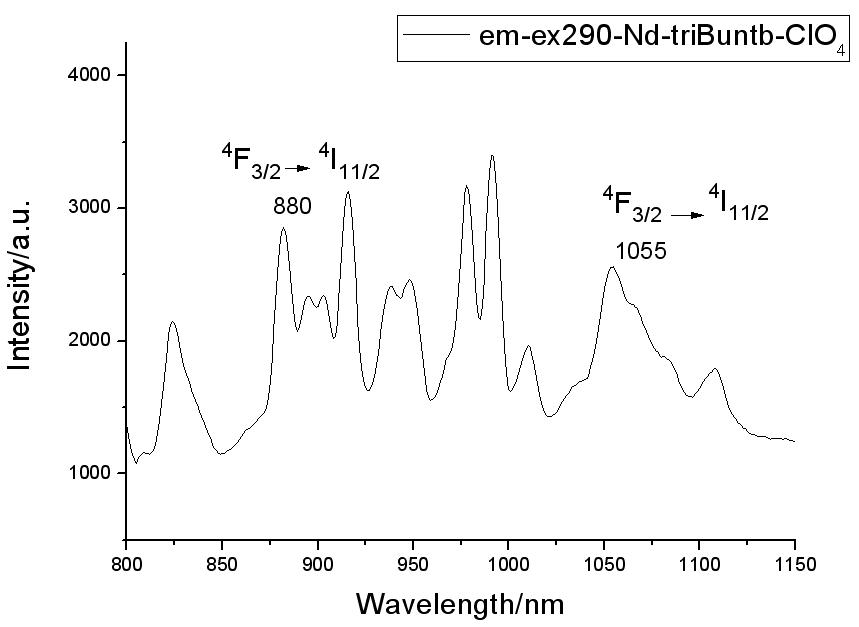 em-ex290-Nd-triBuntb-ClO4
4000
4F3/2→4I11/2
880
4F3/2→4I11/2
1055
3000
2000
1000
Intensity/a.u.
800 850 900 950 1000 1050 1100 1150
Wavelength/nm